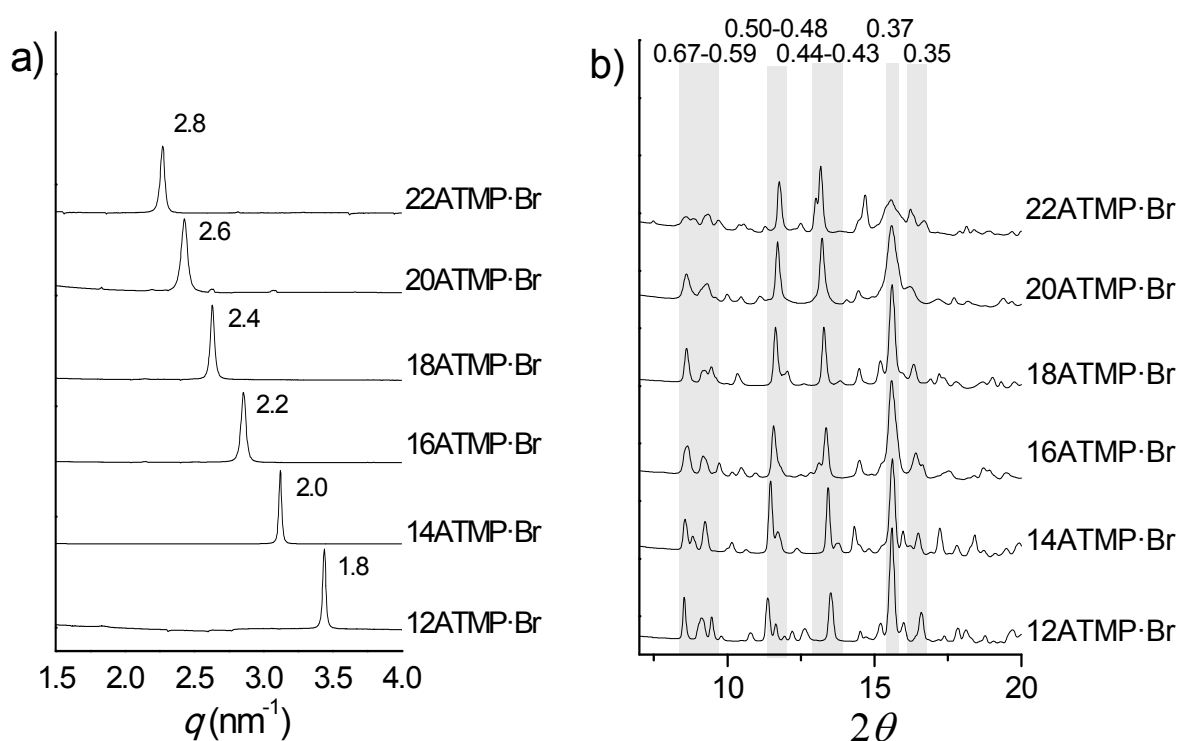 a)
2.8
22ATMP·Br
2.6
20ATMP·Br
2.4
18ATMP·Br
2.2
16ATMP·Br
2.0
14ATMP·Br
1.8
12ATMP·Br
1.5 2.0 2.5 3.0 3.5 4.0
q (nm⁻¹)
b)
0.50-0.48 0.37
0.67-0.59 0.44-0.43 0.35
22ATMP·Br
20ATMP·Br
18ATMP·Br
16ATMP·Br
14ATMP·Br
12ATMP·Br
10 15 20
2θ